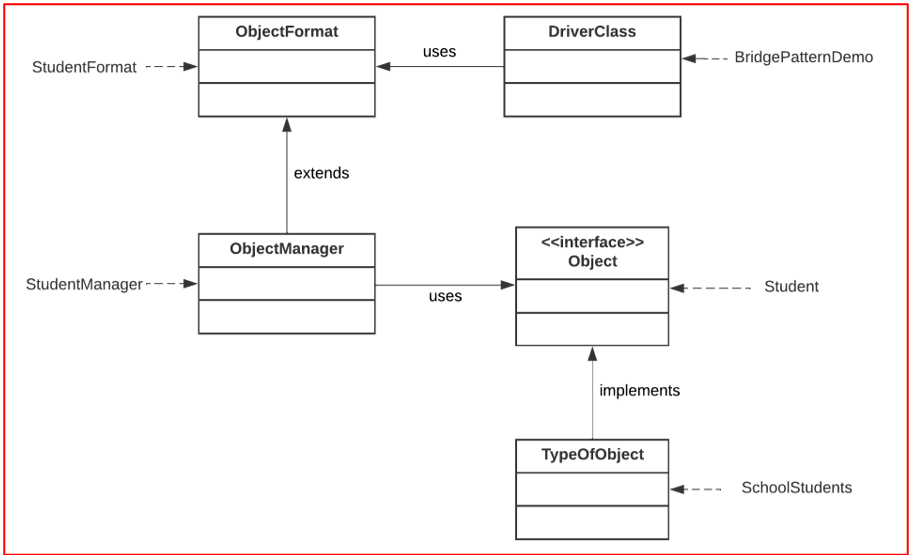 ObjectFormat
DriverClass
uses
StudentFormat
BridgePatternDemo
extends
ObjectManager
<<interface>>
Object
StudentManager
uses
Student
implements
TypeOfObject
SchoolStudents